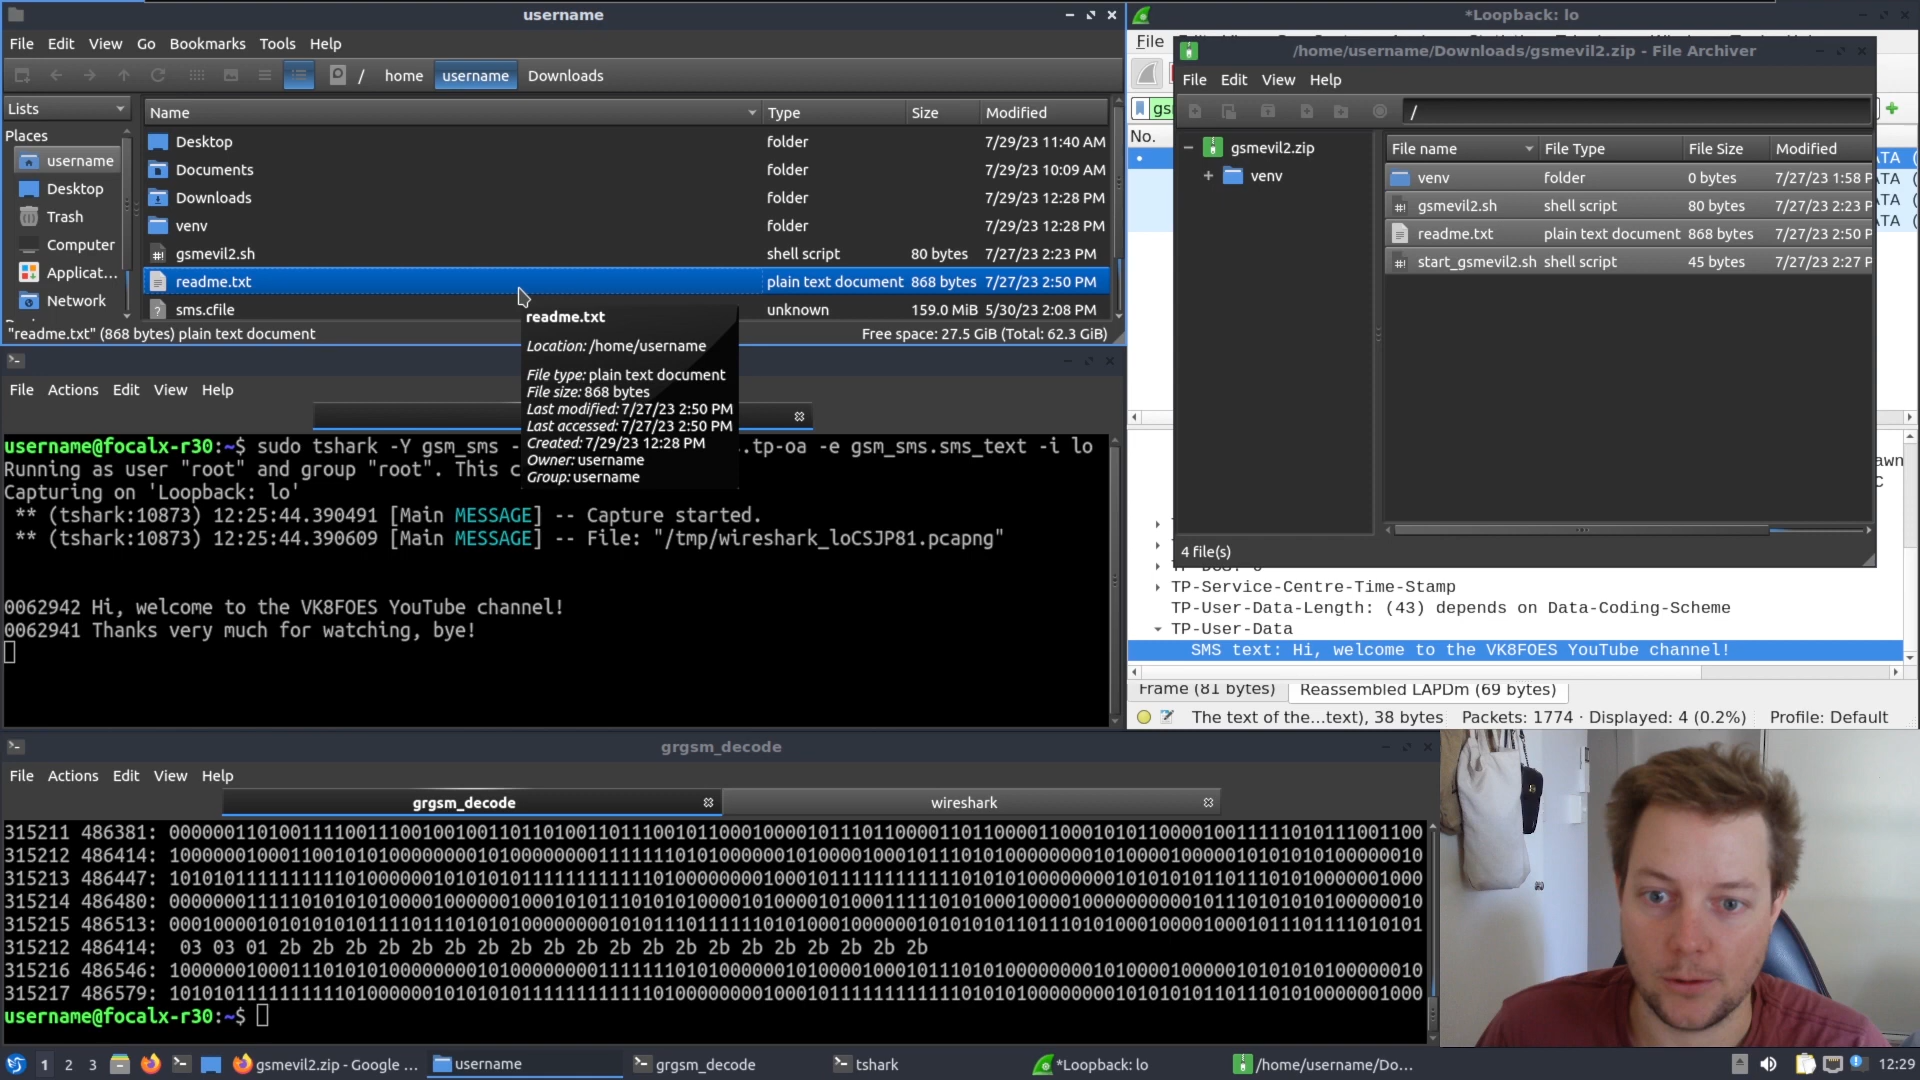 username
File Edit View Go Bookmarks Tools Help
/ home username Downloads
Lists
Places
username
Desktop
Trash
Computer
Applicat...
Network
Name Type Size Modified
Desktop folder 7/29/23 11:40 AM
Documents folder 7/29/23 10:09 AM
Downloads folder 7/29/23 12:28 PM
venv folder 7/29/23 12:28 PM
gsmevil2.sh shell script 80 bytes 7/27/23 2:23 PM
readme.txt plain text document 868 bytes 7/27/23 2:50 PM
sms.cfile unknown 159.0 MiB 5/30/23 2:08 PM
"readme.txt" (868 bytes) plain text document Free space: 27.5 GiB (Total: 62.3 GiB)
readme.txt
Location: /home/username
File type: plain text document
File size: 868 bytes
Last modified: 7/27/23 2:50 PM
Last accessed: 7/27/23 2:50 PM
Created: 7/29/23 12:28 PM
Owner: username
Group: username
*Loopback: lo
File
gs
No.
ATA (
ATA (
ATA (
ATA (
/home/username/Downloads/gsmevil2.zip - File Archiver
File Edit View Help
/
gsmevil2.zip
venv
File name File Type File Size Modified
venv folder 0 bytes 7/27/23 1:58 P
gsmevil2.sh shell script 80 bytes 7/27/23 2:23 P
readme.txt plain text document 868 bytes 7/27/23 2:50 P
start_gsmevil2.sh shell script 45 bytes 7/27/23 2:27 P
4 file(s)
TP-Service-Centre-Time-Stamp
TP-User-Data-Length: (43) depends on Data-Coding-Scheme
TP-User-Data
SMS text: Hi, welcome to the VK8FOES YouTube channel!
Frame (81 bytes) Reassembled LAPDm (69 bytes)
The text of the...text), 38 bytes Packets: 1774 · Displayed: 4 (0.2%) Profile: Default
File Actions Edit View Help
username@focalx-r30:~$ sudo tshark -Y gsm_sms - .tp-oa -e gsm_sms.sms_text -i lo
Running as user "root" and group "root". This c
Capturing on 'Loopback: lo'
** (tshark:10873) 12:25:44.390491 [Main MESSAGE] -- Capture started.
** (tshark:10873) 12:25:44.390609 [Main MESSAGE] -- File: "/tmp/wireshark_loCSJP81.pcapng"
0062942 Hi, welcome to the VK8FOES YouTube channel!
0062941 Thanks very much for watching, bye!
grgsm_decode
File Actions Edit View Help
grgsm_decode wireshark
315211 486381:
315212 486414:
315213 486447:
315214 486480:
315215 486513:
315212 486414: 03 03 01 2b 2b 2b 2b 2b 2b 2b 2b 2b 2b 2b 2b 2b 2b 2b 2b 2b 2b 2b 2b
315216 486546:
315217 486579:
username@focalx-r30:~$
1 2 3 gsmevil2.zip - Google ... username grgsm_decode tshark *Loopback: lo /home/username/Do... 12:29